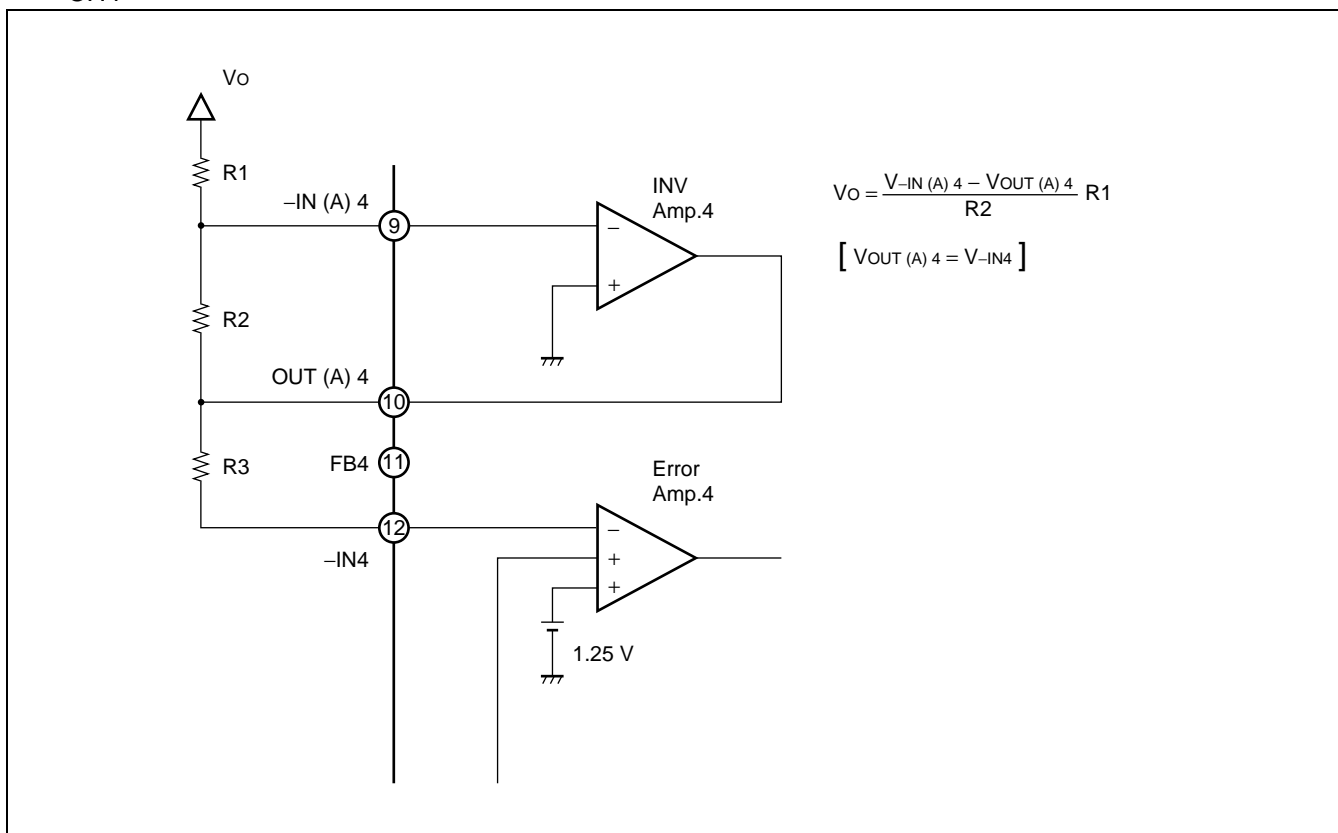 Vo
R1
–IN (A) 4
9
INV
Amp.4
–
+
Vo = V–IN (A) 4 – VOUT (A) 4 / R2 R1
[ VOUT (A) 4 = V–IN4 ]
R2
OUT (A) 4
10
R3
FB4
11
Error
Amp.4
12
–
–IN4
+
+
1.25 V